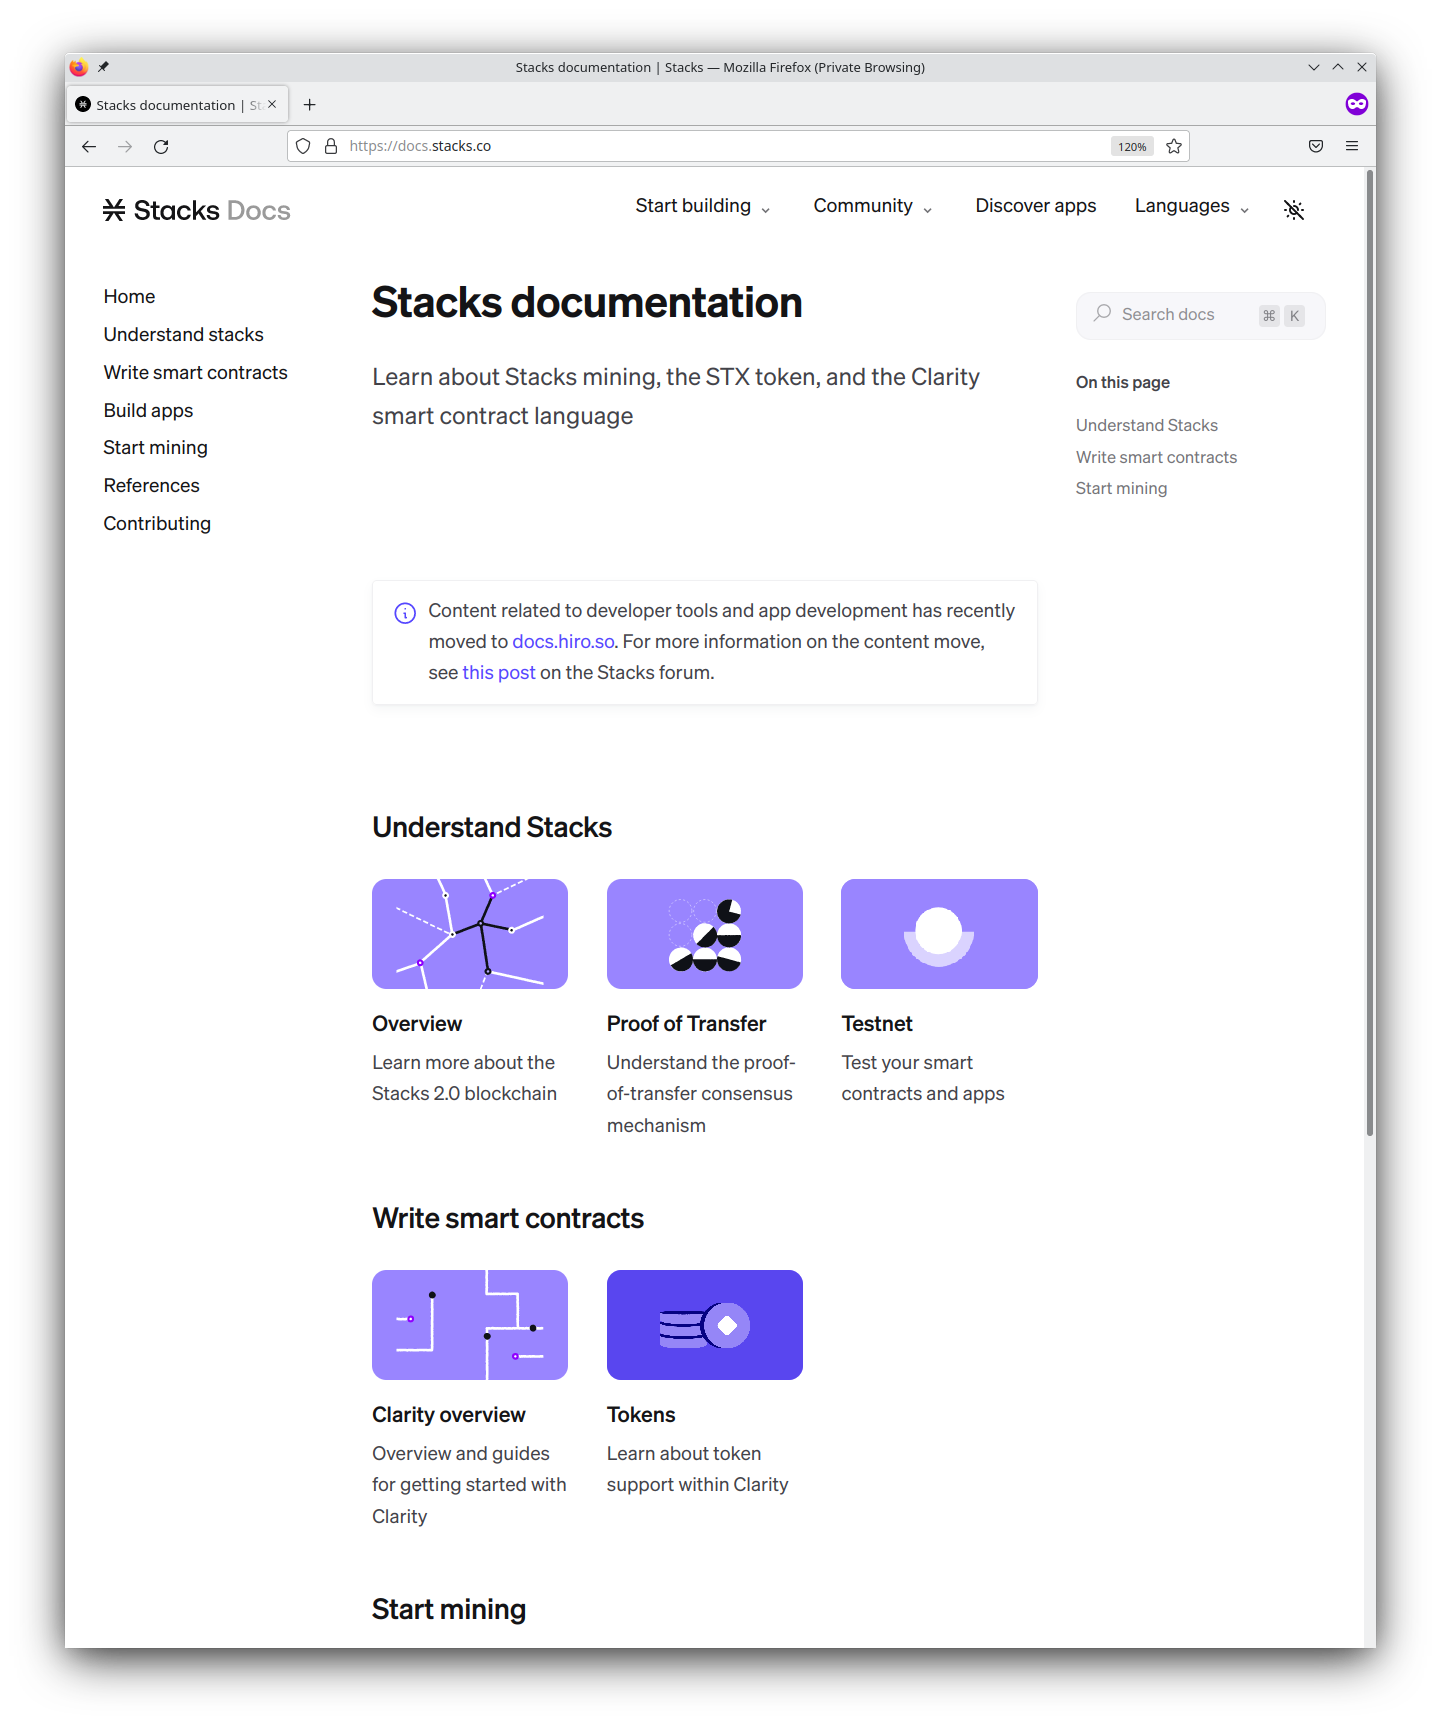 Stacks documentation | Stacks — Mozilla Firefox (Private Browsing)
Stacks documentation | St
https://docs.stacks.co
120%
Stacks Docs
Start building
Community
Discover apps
Languages
Home
Understand stacks
Write smart contracts
Build apps
Start mining
References
Contributing
Stacks documentation
Learn about Stacks mining, the STX token, and the Clarity
smart contract language
Search docs ⌘ K
On this page
Understand Stacks
Write smart contracts
Start mining
Content related to developer tools and app development has recently
moved to docs.hiro.so. For more information on the content move,
see this post on the Stacks forum.
Understand Stacks
Overview
Learn more about the
Stacks 2.0 blockchain
Proof of Transfer
Understand the proof-
of-transfer consensus
mechanism
Testnet
Test your smart
contracts and apps
Write smart contracts
Clarity overview
Overview and guides
for getting started with
Clarity
Tokens
Learn about token
support within Clarity
Start mining